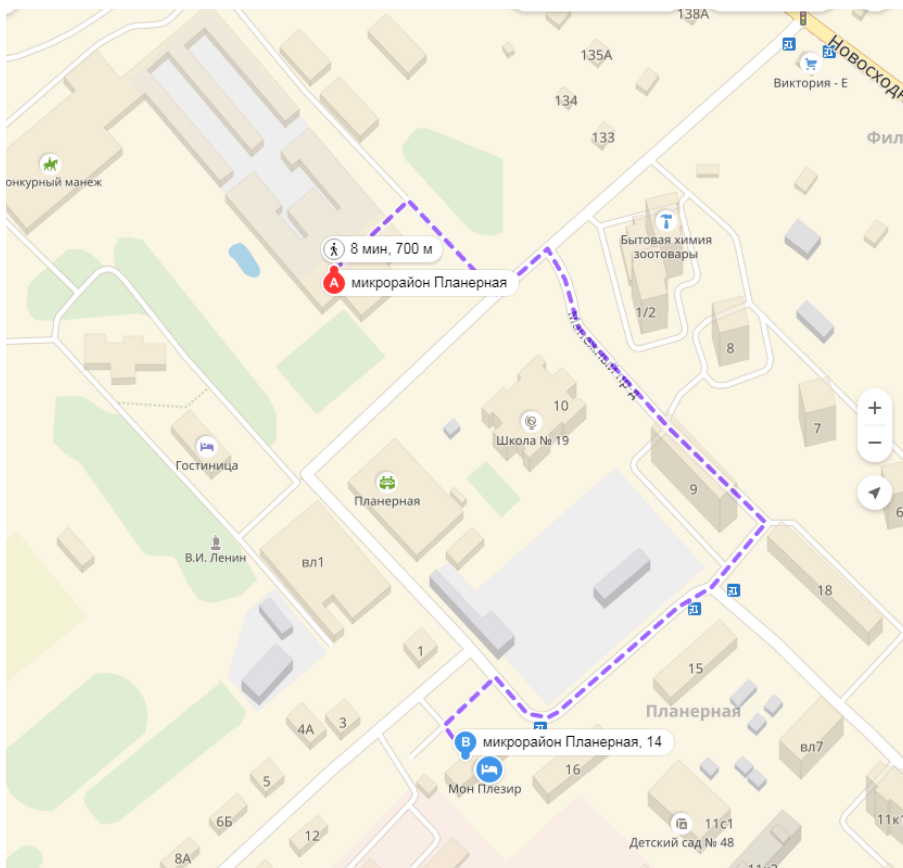 138А
Новосходн
135А
Виктория - Е
134
133
Фил
онкурный манеж
Бытовая химия
зоотовары
8 мин, 700 м
А
микрорайон Планерная
1/2
8
10
Школа № 19
7
Гостиница
Планерная
9
6
В.И. Ленин
вл1
18
1
15
Планерная
4А
3
В
микрорайон Планерная, 14
вл7
5
16
Мон Плезир
6Б
11с1
11к1
12
Детский сад № 48
8А